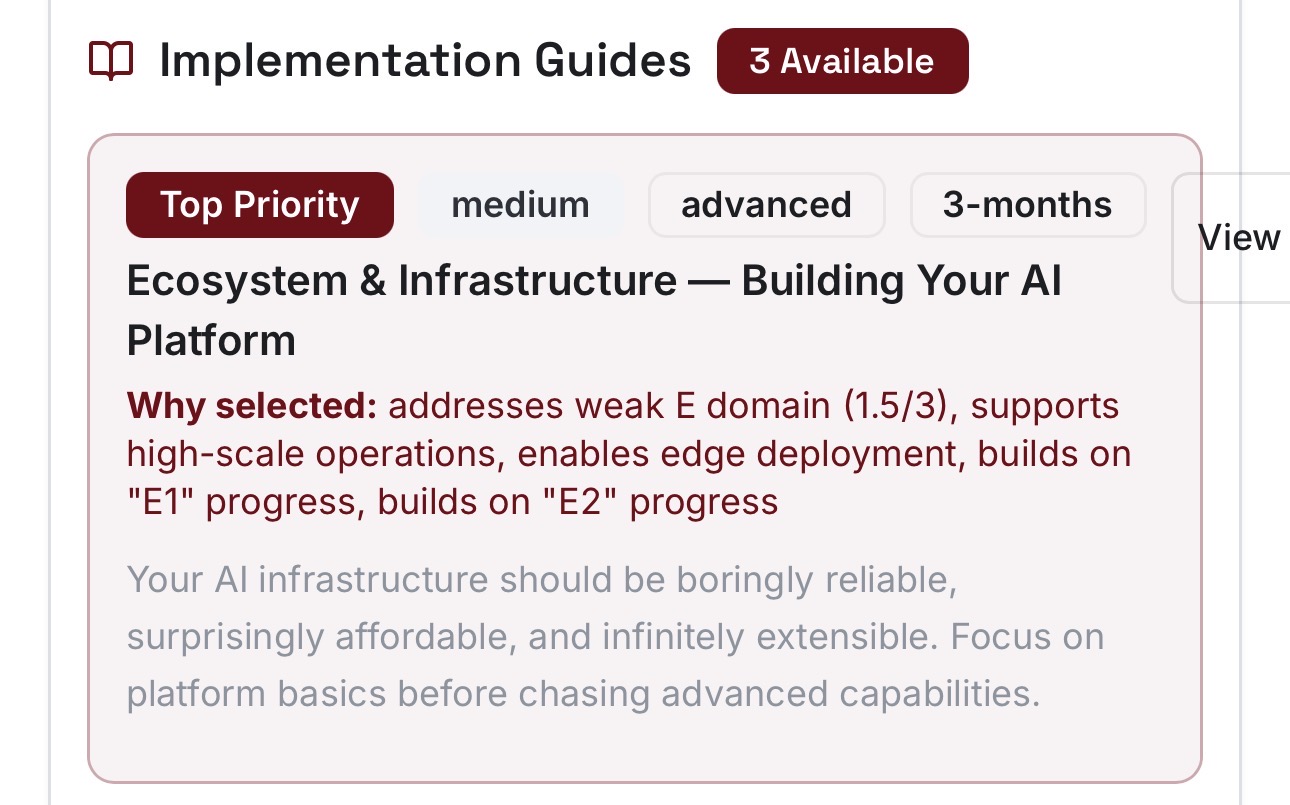 Implementation Guides
3 Available
Top Priority
medium
advanced
3-months
View
Ecosystem & Infrastructure — Building Your AI
Platform
Why selected: addresses weak E domain (1.5/3), supports
high-scale operations, enables edge deployment, builds on
"E1" progress, builds on "E2" progress
Your AI infrastructure should be boringly reliable,
surprisingly affordable, and infinitely extensible. Focus on
platform basics before chasing advanced capabilities.